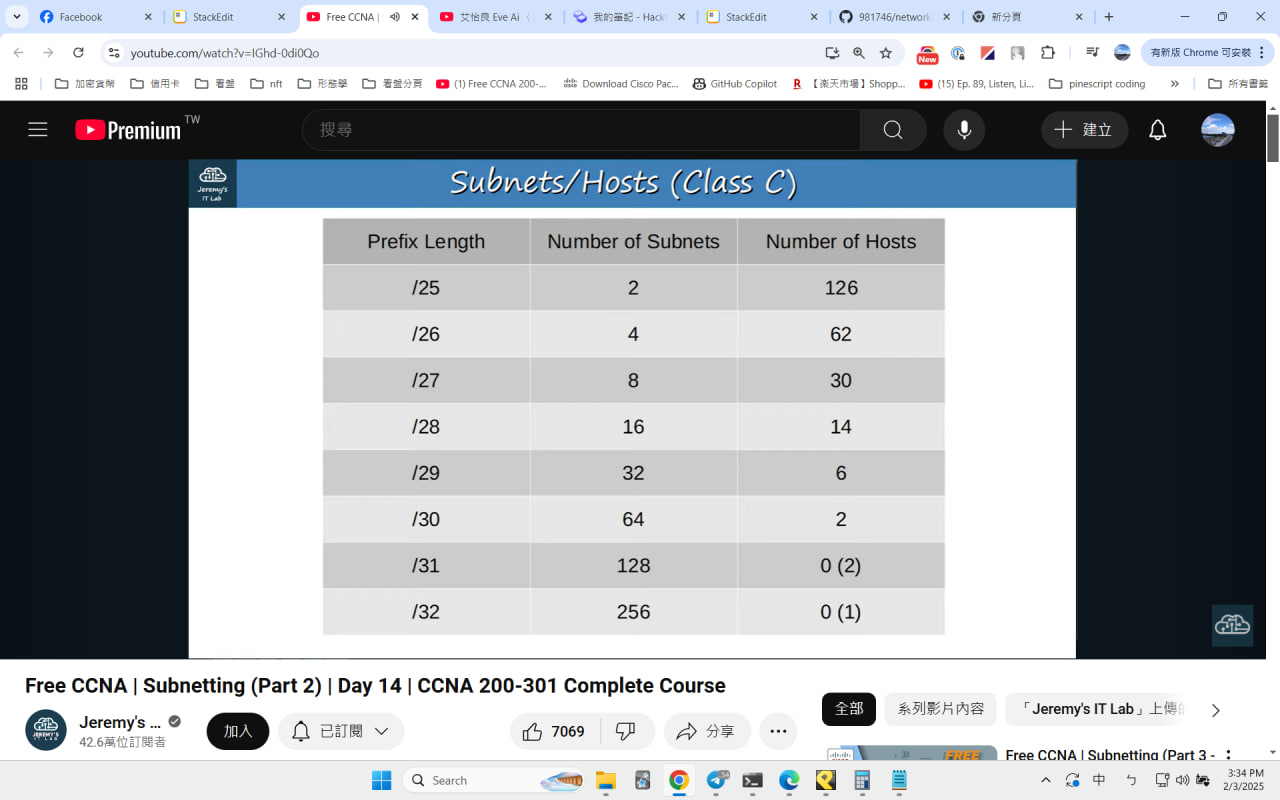 Facebook
StackEdit
Free CCNA |
艾怡良 Eve Ai
我的筆記 - Hack
StackEdit
981746/network
新分頁
youtube.com/watch?v=IGhd-0di0Qo
New
有新版 Chrome 可安裝
加密貨幣
信用卡
看盤
nft
形態學
看盤分頁
(1) Free CCNA 200-...
Download Cisco Pac...
GitHub Copilot
R 【楽天市場】Shopp...
(15) Ep. 89, Listen, Li...
pinescript coding
所有書籤
Premium TW
搜尋
建立
Jeremy's
IT Lab
Subnets/Hosts (Class C)
Prefix Length Number of Subnets Number of Hosts
/25 2 126
/26 4 62
/27 8 30
/28 16 14
/29 32 6
/30 64 2
/31 128 0 (2)
/32 256 0 (1)
Free CCNA | Subnetting (Part 2) | Day 14 | CCNA 200-301 Complete Course
JEREMY'S
IT LAB
Jeremy's ...
42.6萬位訂閱者
加入
已訂閱
7069
分享
全部
系列影片內容
「Jeremy's IT Lab」上傳的
FREE
Free CCNA | Subnetting (Part 3 -
Search
54
中
3:34 PM
2/3/2025